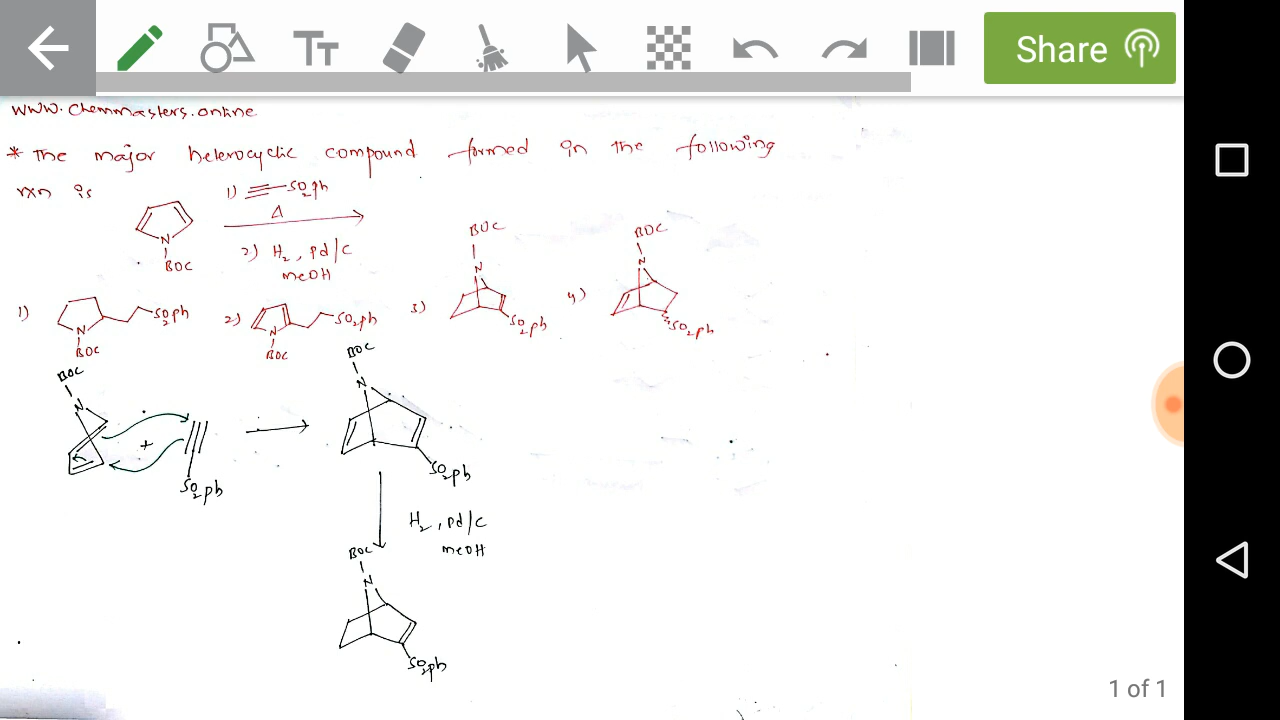 TT
Share
www.chemmasters.online
* The major heterocyclic compound formed in the following
rxn is
1) SO2Ph
Δ
N
BOC
2) H2, Pd/C
MeOH
BOC
N
SO2Ph
BOC
N
SO2Ph
1) N BOC SO2Ph
2) N BOC SO2Ph
3)
4)
BOC
N
+
SO2Ph
BOC
N
SO2Ph
H2, Pd/C
MeOH
BOC
N
SO2Ph
1 of 1